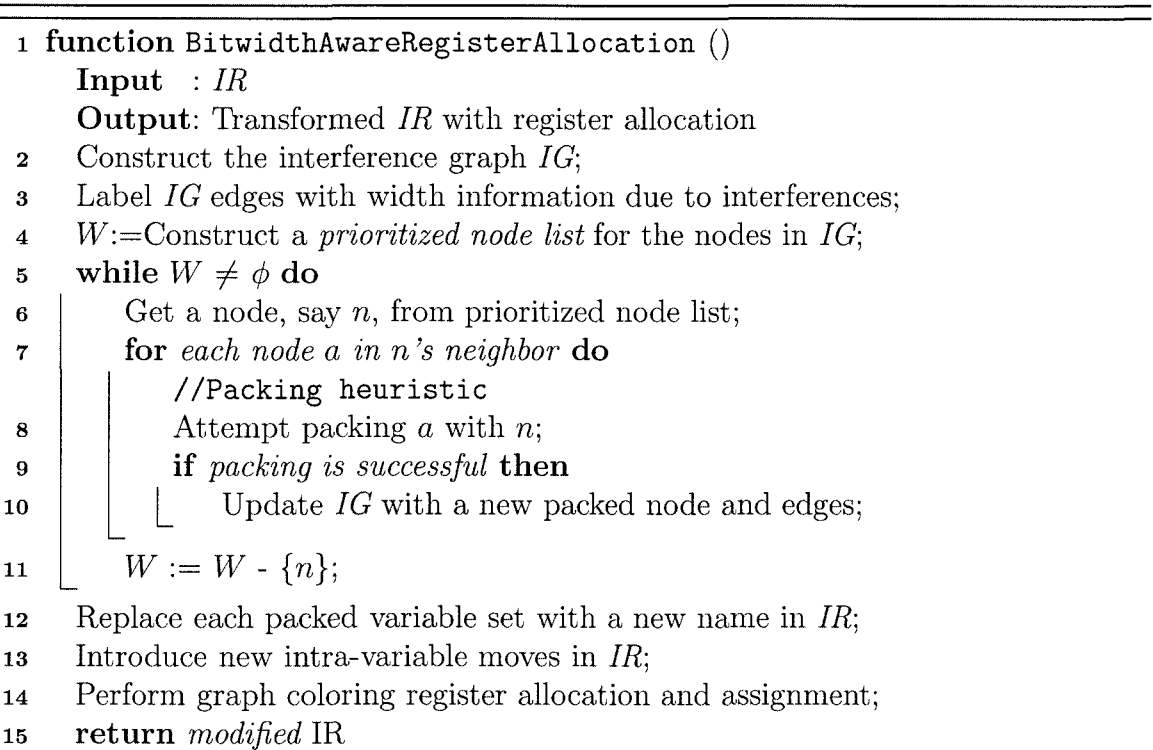 1 function BitwidthAwareRegisterAllocation ()
Input : IR
Output: Transformed IR with register allocation
2 Construct the interference graph IG;
3 Label IG edges with width information due to interferences;
4 W:=Construct a prioritized node list for the nodes in IG;
5 while W ≠ ϕ do
6 Get a node, say n, from prioritized node list;
7 for each node a in n's neighbor do
//Packing heuristic
8 Attempt packing a with n;
9 if packing is successful then
10 Update IG with a new packed node and edges;
11 W := W - {n};
12 Replace each packed variable set with a new name in IR;
13 Introduce new intra-variable moves in IR;
14 Perform graph coloring register allocation and assignment;
15 return modified IR